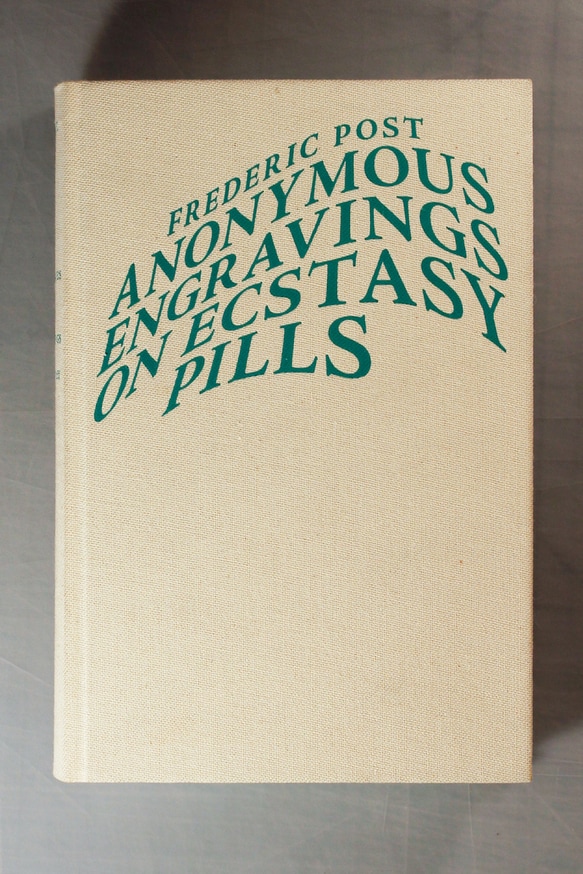 FREDERIC POST
ANONYMOUS
ENGRAVINGS
ON ECSTASY
PILLS